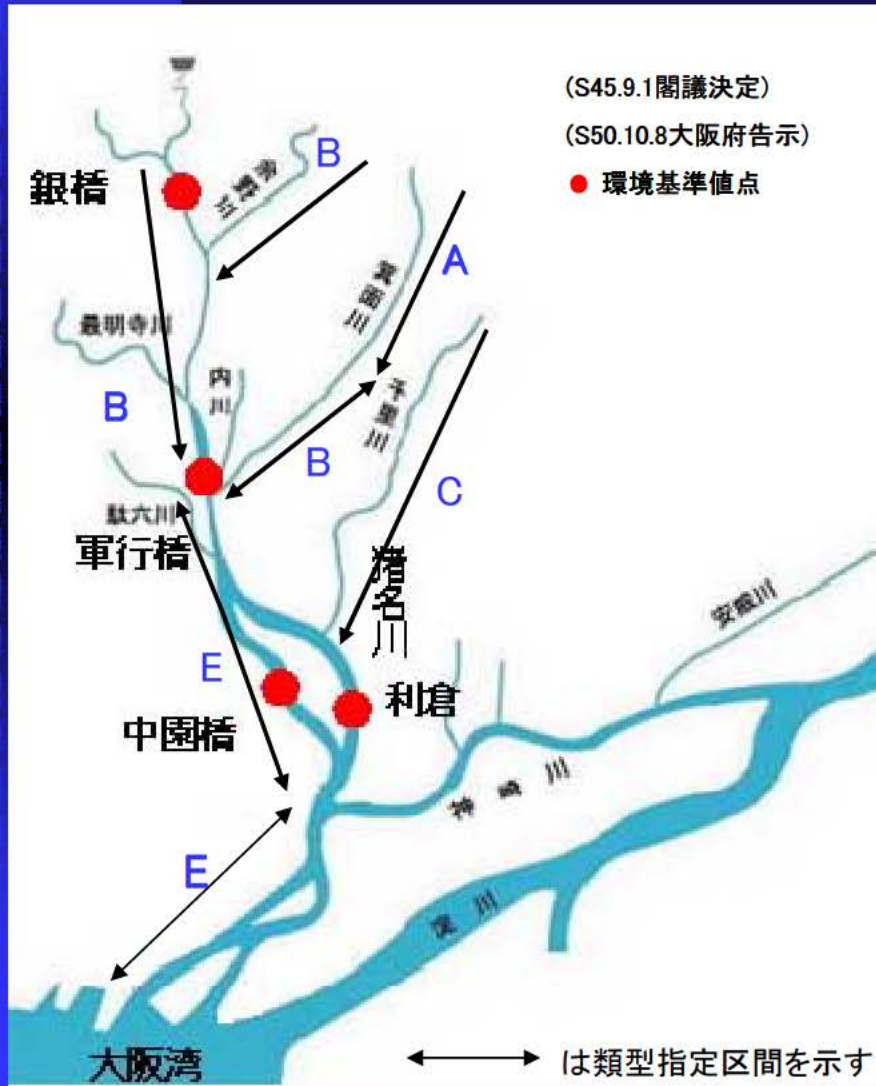 (S45.9.1閣議決定)
(S50.10.8大阪府告示)
環境基準値点
銀橋
B
余野川
A
箕面川
最明寺川
内川
B
千里川
B
C
駄六川
軍行橋
猪名川
安威川
E
利倉
中園橋
神崎川
E
淀川
大阪湾
は類型指定区間を示す